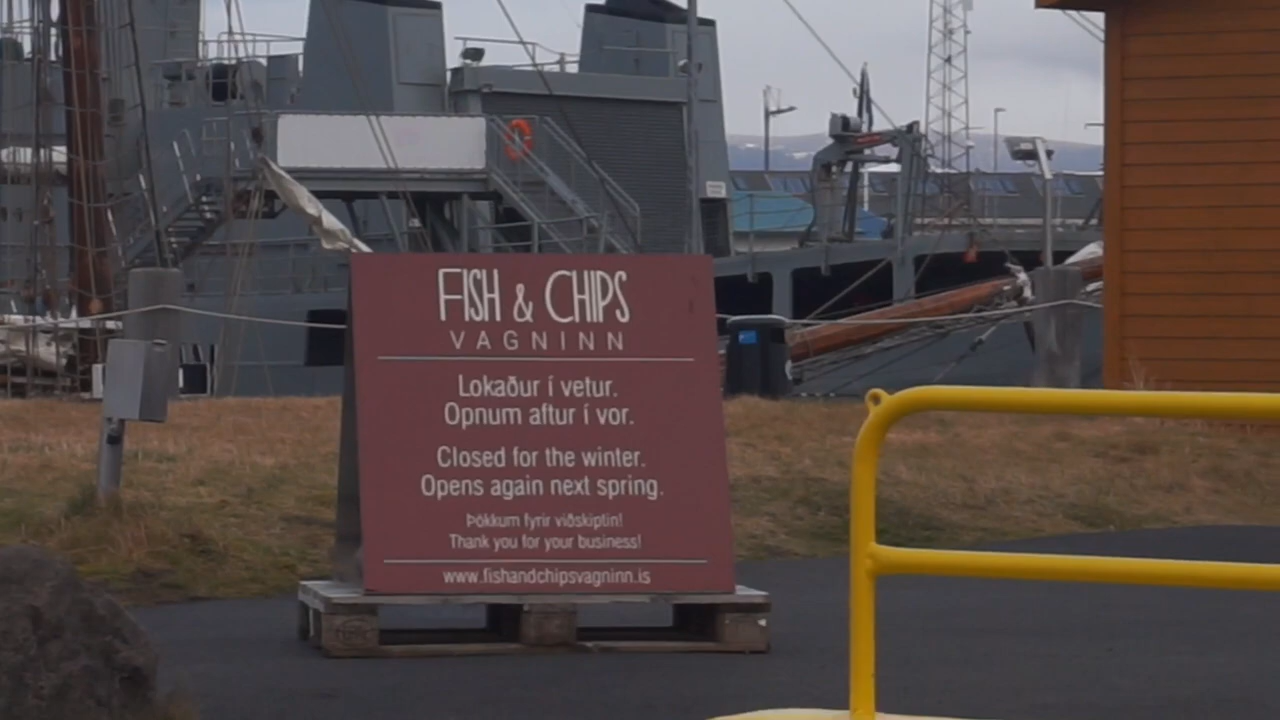 FISH & CHIPS
VAGNINN
Lokaður í vetur.
Opnum aftur í vor.
Closed for the winter.
Opens again next spring.
Þökkum fyrir viðskiptin!
Thank you for your business!
www.fishandchipsvagninn.is